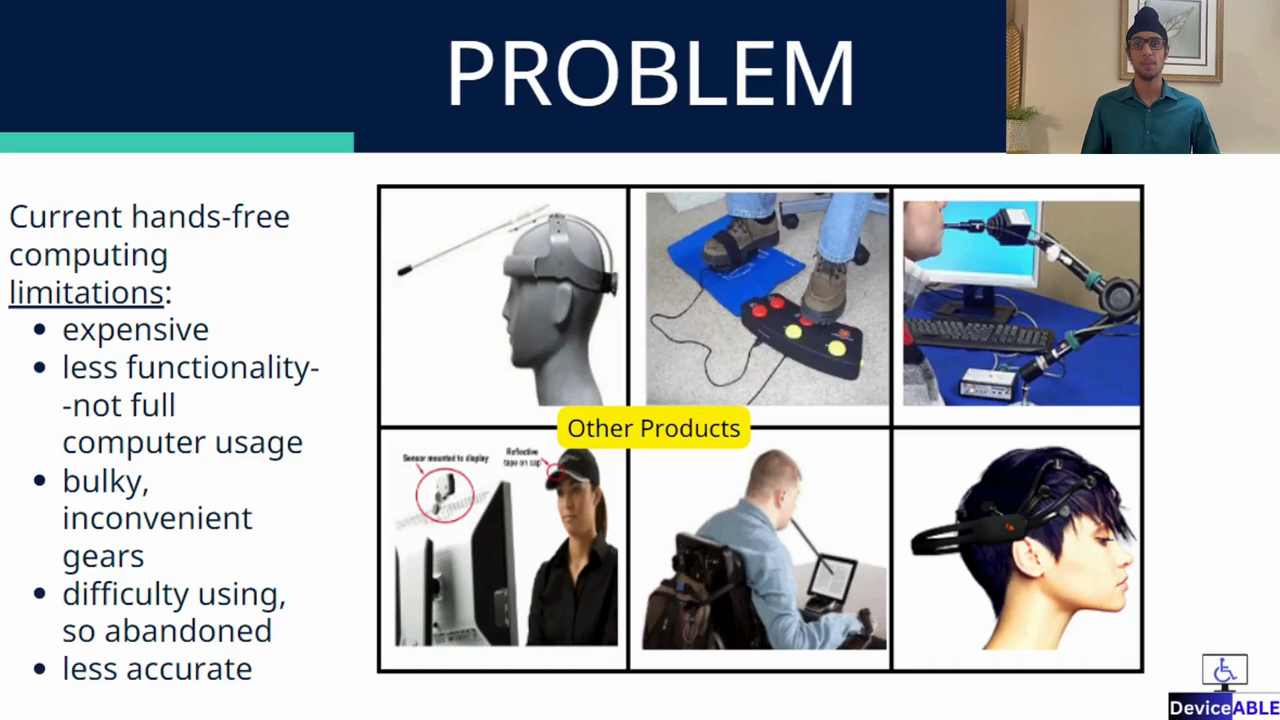 PROBLEM
Current hands-free
computing
limitations:
expensive
less functionality-
-not full
computer usage
bulky,
inconvenient
gears
difficulty using,
so abandoned
less accurate
Other Products
Sensor mounted to display
Reflective
tape on cap
DeviceABLE